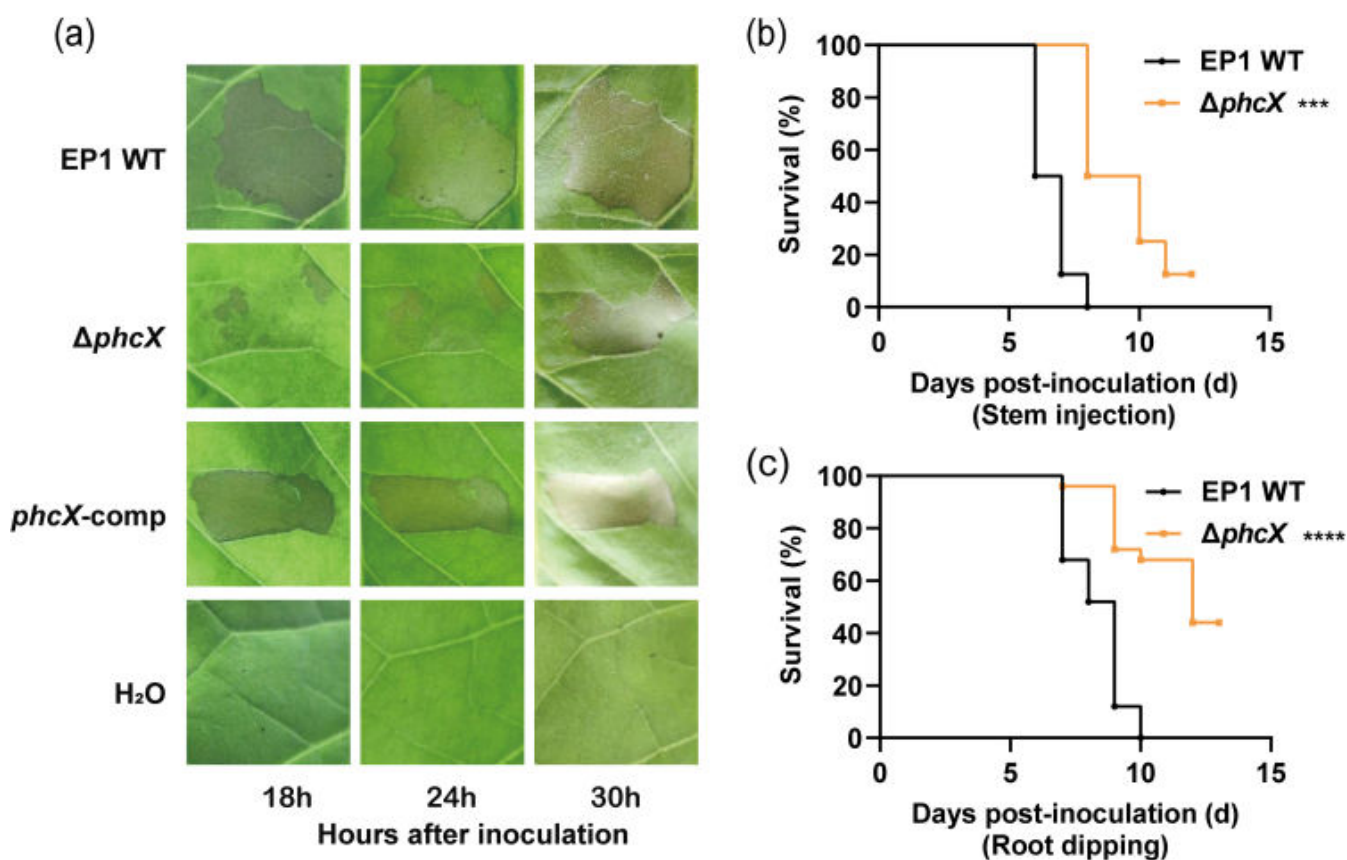 (a)
EP1 WT
ΔphcX
phcX-comp
H₂O
18h 24h 30h
Hours after inoculation
(b)
Survival (%)
100
80
60
40
20
0
0 5 10 15
Days post-inoculation (d)
(Stem injection)
EP1 WT
ΔphcX ***
(c)
Survival (%)
100
80
60
40
20
0
0 5 10 15
Days post-inoculation (d)
(Root dipping)
EP1 WT
ΔphcX ****